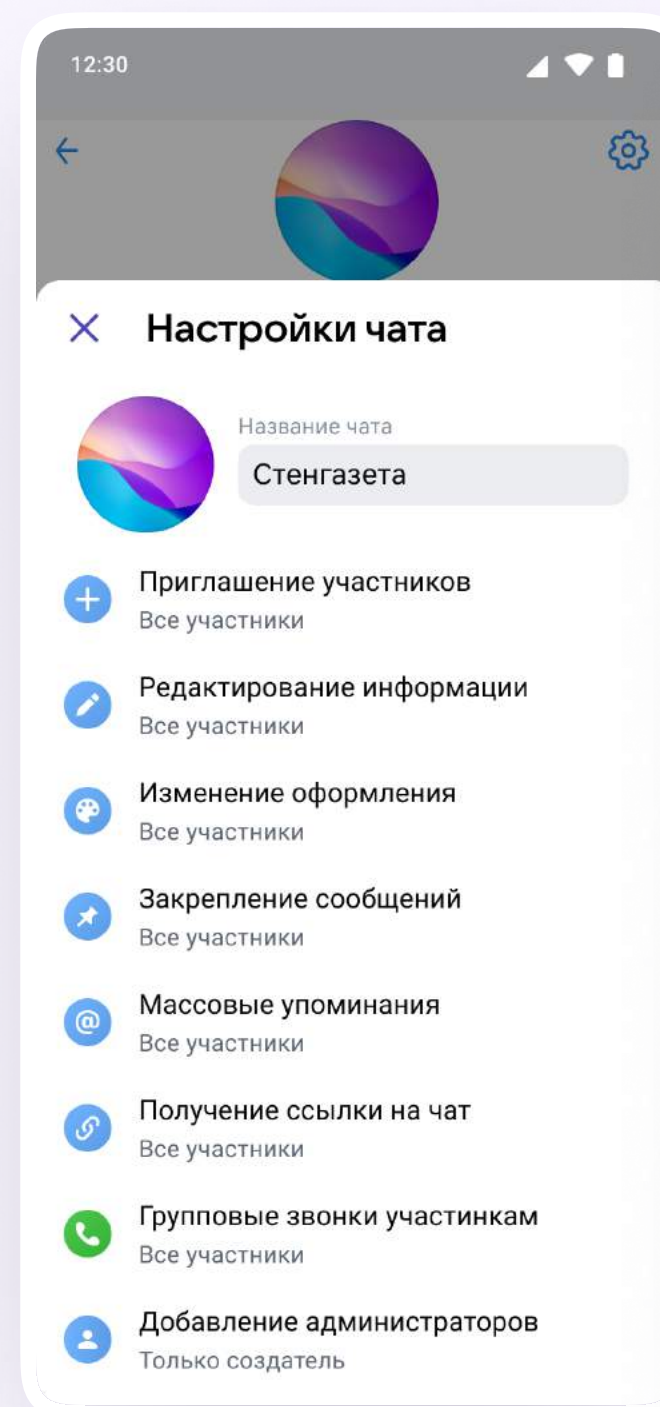 12:30
Настройки чата
Название чата
Стенгазета
Приглашение участников
Все участники
Редактирование информации
Все участники
Изменение оформления
Все участники
Закрепление сообщений
Все участники
Массовые упоминания
Все участники
Получение ссылки на чат
Все участники
Групповые звонки участинкам
Все участники
Добавление администраторов
Только создатель